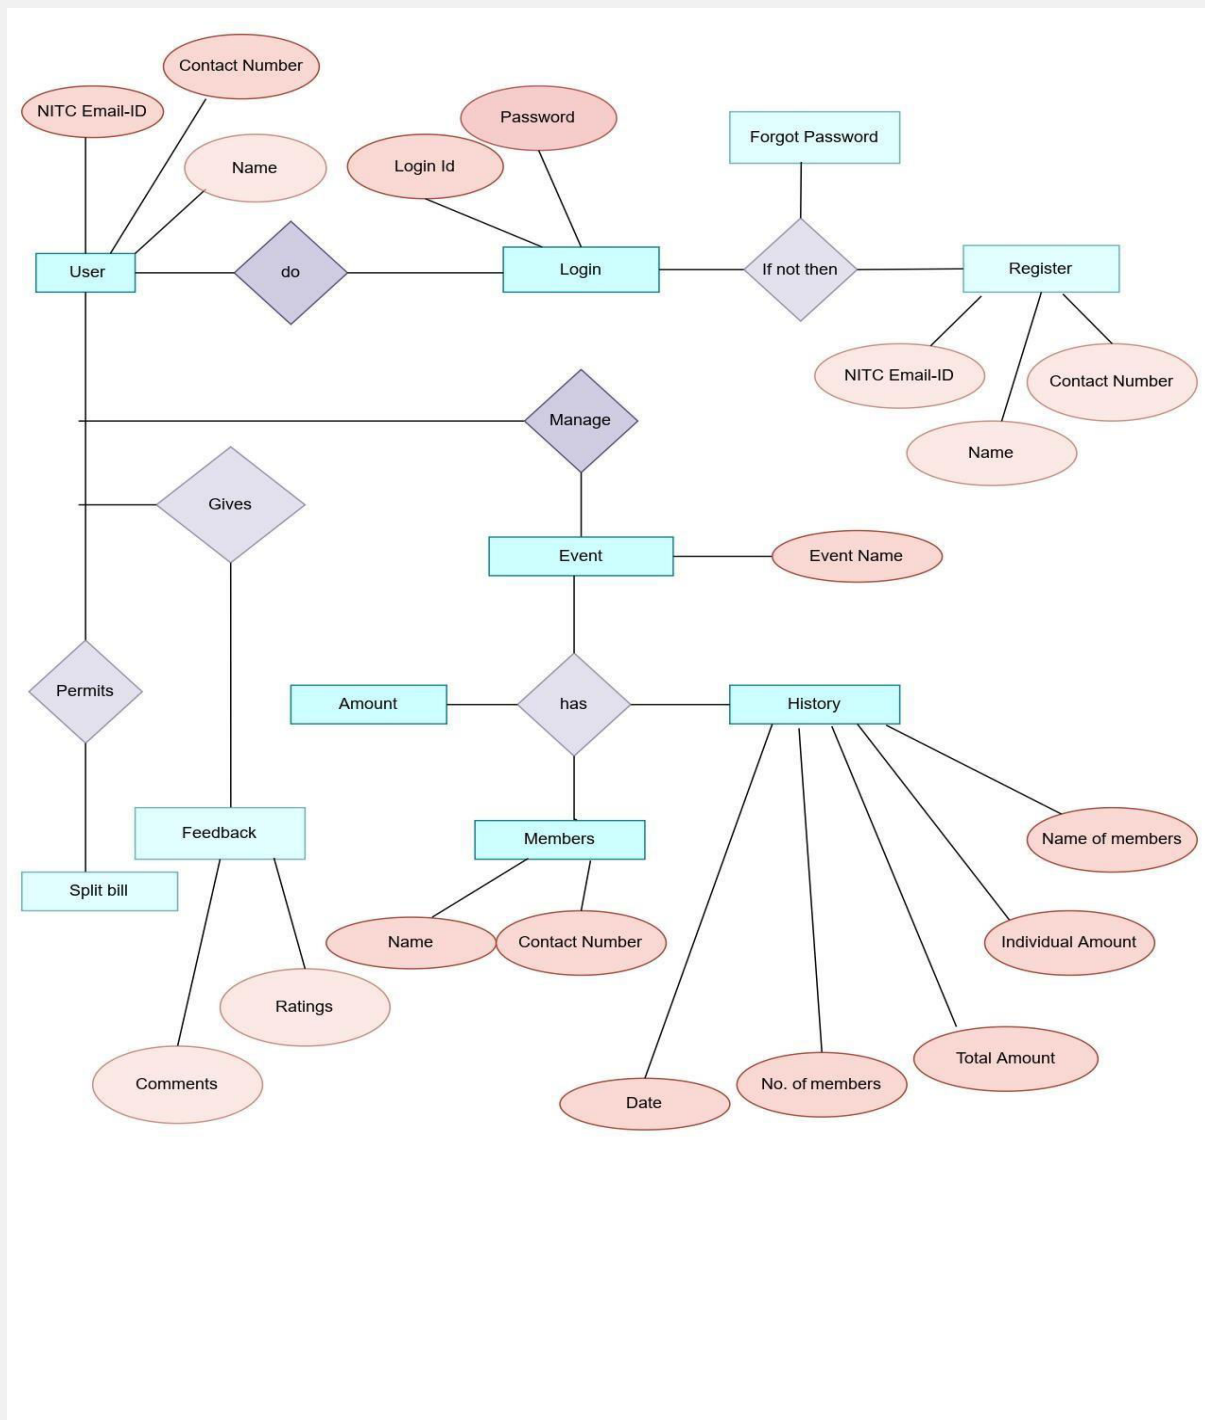 Contact Number
NITC Email-ID
Password
Forgot Password
Name
Login Id
User
do
Login
If not then
Register
NITC Email-ID
Contact Number
Name
Manage
Gives
Event
Event Name
Permits
Amount
has
History
Feedback
Members
Name of members
Split bill
Name
Contact Number
Individual Amount
Ratings
Total Amount
Comments
No. of members
Date